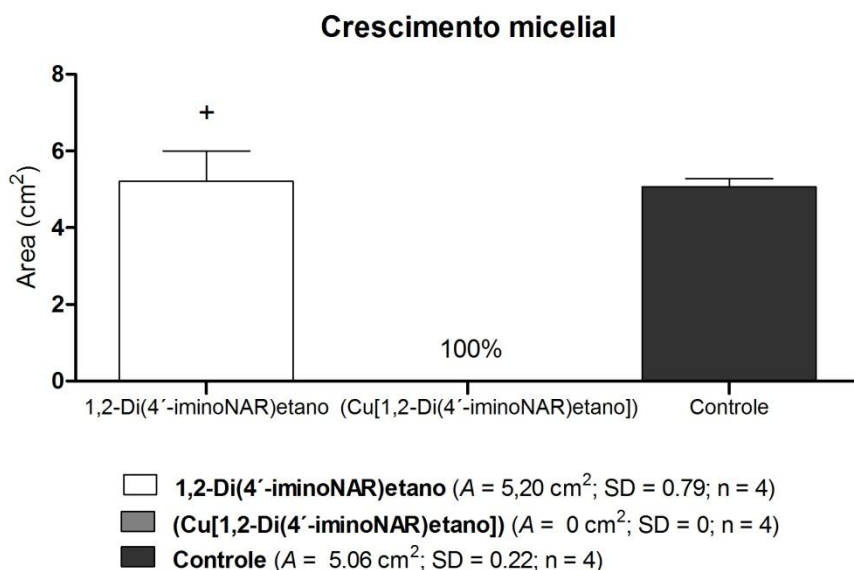 Crescimento micelial
8
+
6
Area (cm²)
4
2
100%
0
1,2-Di(4´-iminoNAR)etano (Cu[1,2-Di(4´-iminoNAR)etano]) Controle
1,2-Di(4´-iminoNAR)etano (A = 5,20 cm²; SD = 0.79; n = 4)
(Cu[1,2-Di(4´-iminoNAR)etano]) (A = 0 cm²; SD = 0; n = 4)
Controle (A = 5.06 cm²; SD = 0.22; n = 4)